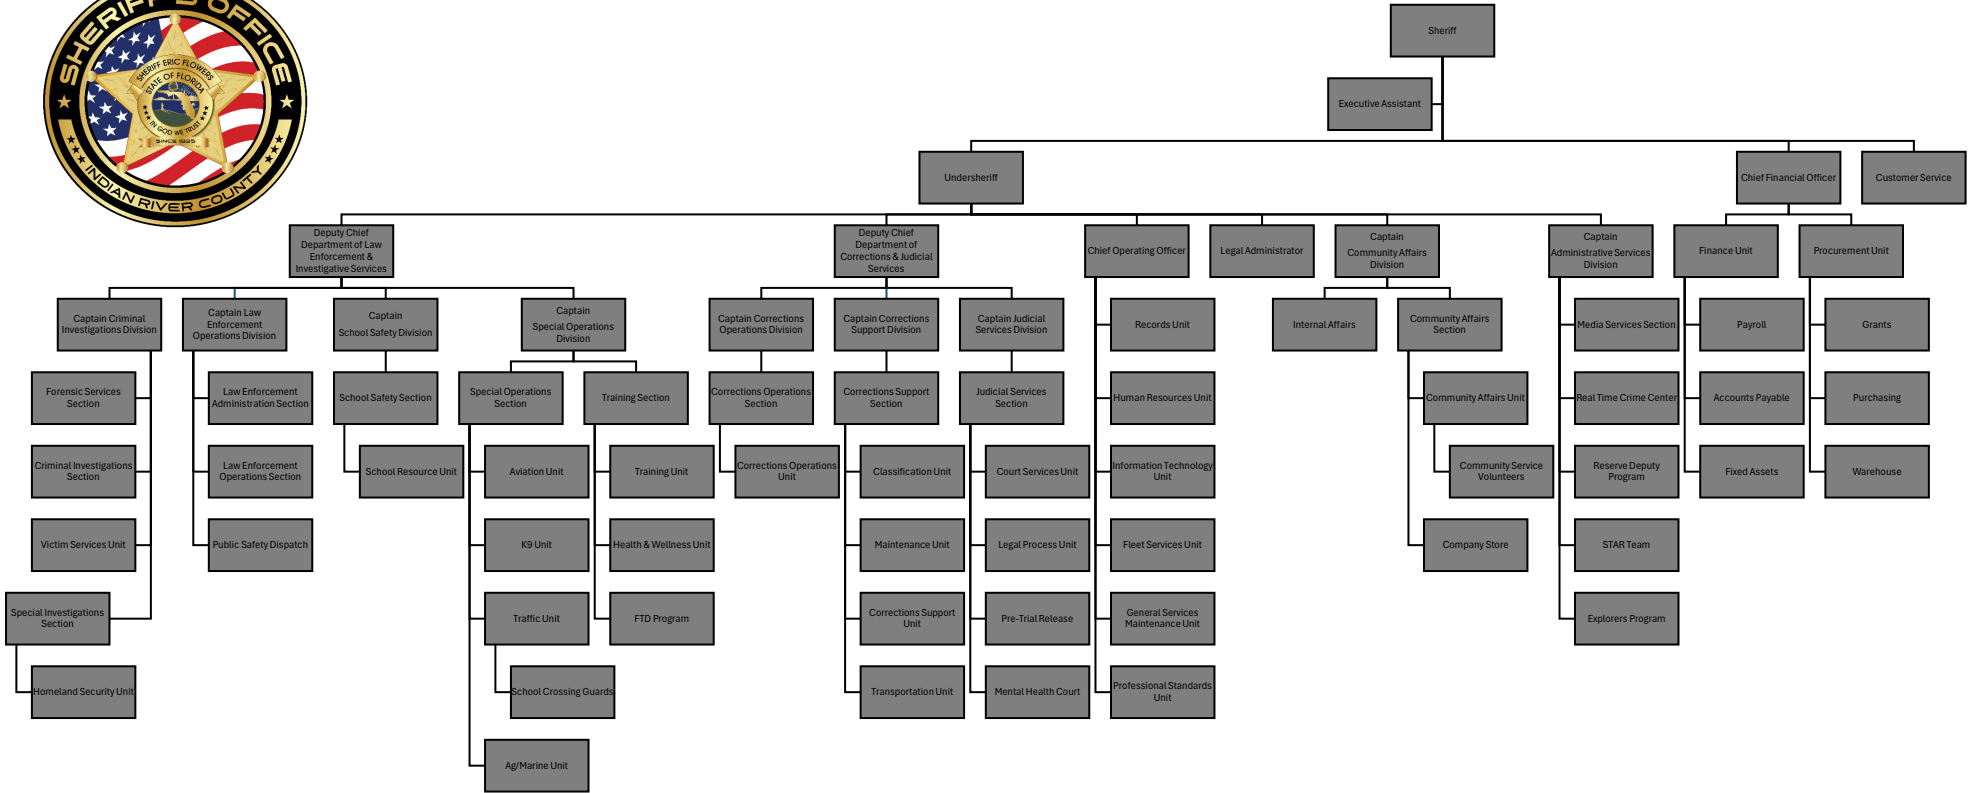 SHERIFF'S OFFICE
SHERIFF ERIC FLOWERS
STATE OF FLORIDA
IN GOD WE TRUST
SINCE 1925
INDIAN RIVER COUNTY
Sheriff
Executive Assistant
Undersheriff
Chief Financial Officer
Customer Service
Deputy Chief
Department of Law
Enforcement &
Investigative Services
Deputy Chief
Department of
Corrections & Judicial
Services
Chief Operating Officer
Legal Administrator
Captain
Community Affairs
Division
Captain
Administrative Services
Division
Finance Unit
Procurement Unit
Captain Criminal
Investigations Division
Captain Law
Enforcement
Operations Division
Captain
School Safety Division
Captain
Special Operations
Division
Captain Corrections
Operations Division
Captain Corrections
Support Division
Captain Judicial
Services Division
Records Unit
Internal Affairs
Community Affairs
Section
Media Services Section
Payroll
Grants
Forensic Services
Section
Law Enforcement
Administration Section
School Safety Section
Special Operations
Section
Training Section
Corrections Operations
Section
Corrections Support
Section
Judicial Services
Section
Human Resources Unit
Community Affairs Unit
Real Time Crime Center
Accounts Payable
Purchasing
Criminal Investigations
Section
Law Enforcement
Operations Section
School Resource Unit
Aviation Unit
Training Unit
Corrections Operations
Unit
Classification Unit
Court Services Unit
Information Technology
Unit
Community Service
Volunteers
Reserve Deputy
Program
Fixed Assets
Warehouse
Victim Services Unit
Public Safety Dispatch
K9 Unit
Health & Wellness Unit
Maintenance Unit
Legal Process Unit
Fleet Services Unit
Company Store
STAR Team
Special Investigations
Section
Traffic Unit
FTD Program
Corrections Support
Unit
Pre-Trial Release
General Services
Maintenance Unit
Explorers Program
Homeland Security Unit
School Crossing Guards
Transportation Unit
Mental Health Court
Professional Standards
Unit
Ag/Marine Unit